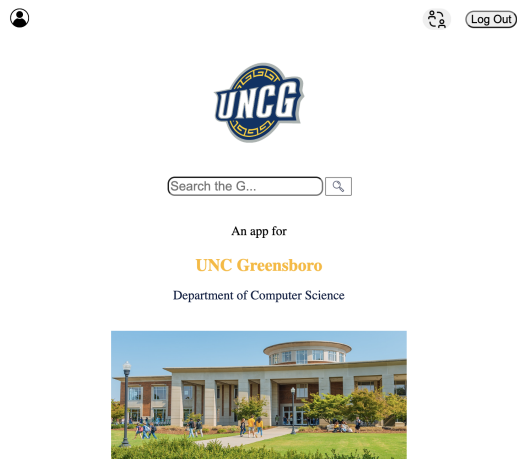 Log Out
UNCG
Search the G...
An app for
UNC Greensboro
Department of Computer Science